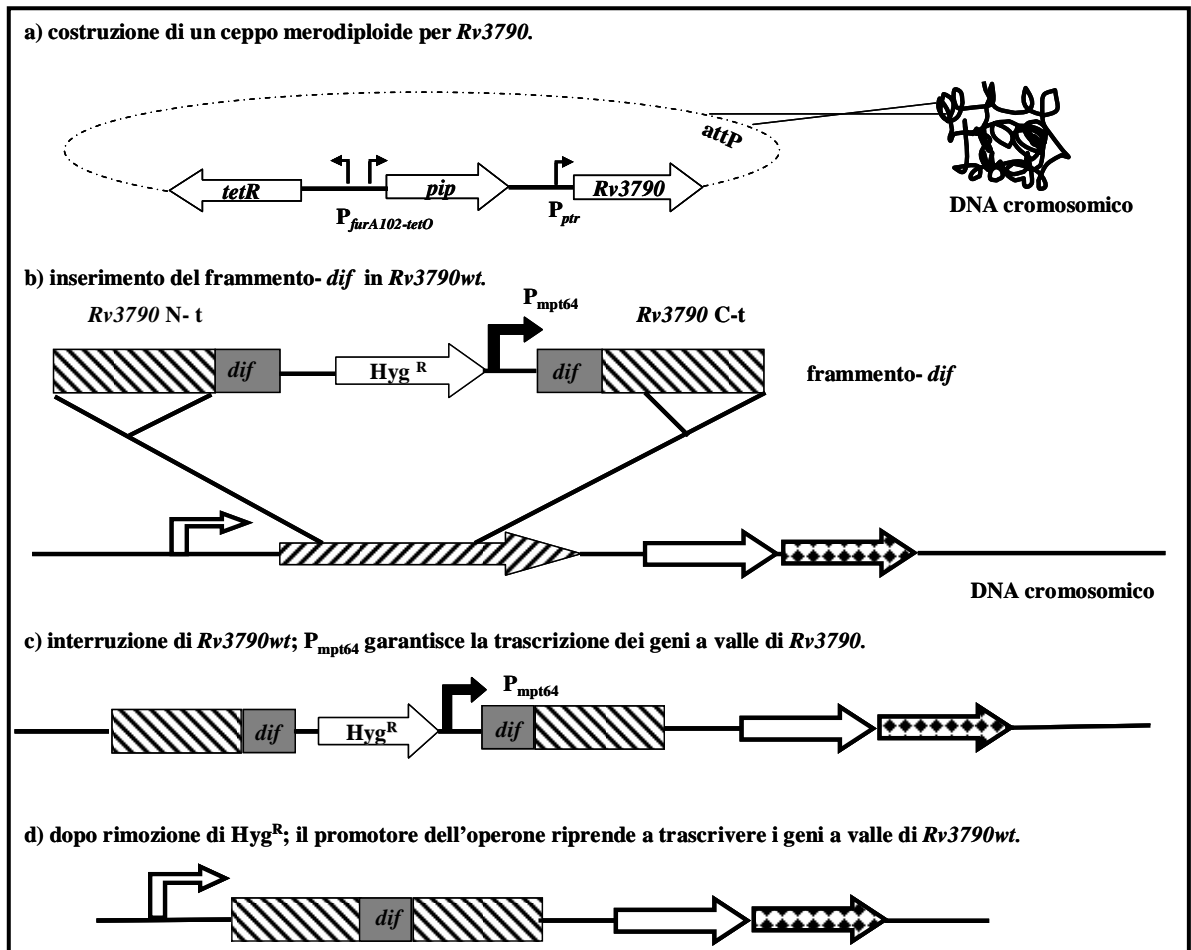 a) costruzione di un ceppo merodiploide per Rv3790.
attP
tetR
pip
Rv3790
PfurA102-tetO
Pptr
DNA cromosomico
b) inserimento del frammento- dif in Rv3790wt.
Pmpt64
Rv3790 N- t
Rv3790 C-t
dif
Hyg R
dif
frammento- dif
DNA cromosomico
c) interruzione di Rv3790wt; Pmpt64 garantisce la trascrizione dei geni a valle di Rv3790.
Pmpt64
dif
HygR
dif
d) dopo rimozione di HygR; il promotore dell’operone riprende a trascrivere i geni a valle di Rv3790wt.
dif